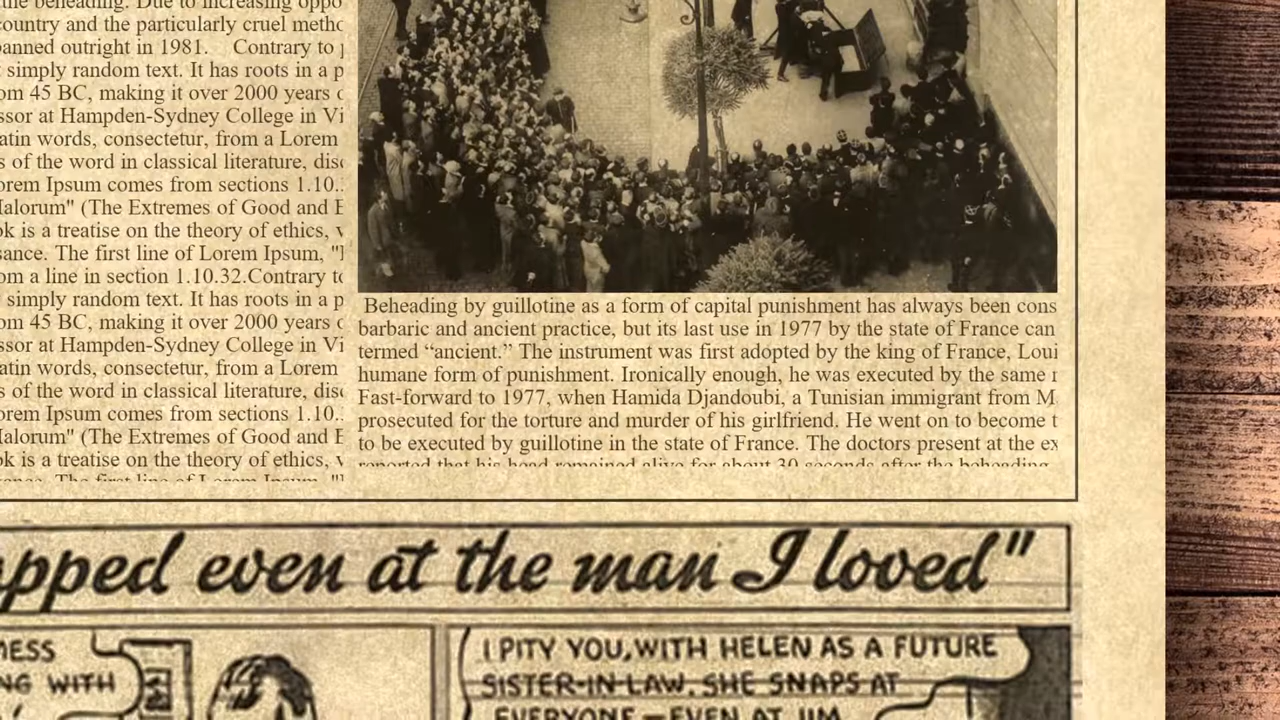 the beheading. Due to increasing oppo
country and the particularly cruel metho
banned outright in 1981. Contrary to
simply random text. It has roots in a p
om 45 BC, making it over 2000 years
ssor at Hampden-Sydney College in Vi
atin words, consectetur, from a Lorem
s of the word in classical literature, disc
orem Ipsum comes from sections 1.10..
Malorum" (The Extremes of Good and E
ok is a treatise on the theory of ethics, v
sance. The first line of Lorem Ipsum, "l
om a line in section 1.10.32.Contrary to
simply random text. It has roots in a p
om 45 BC, making it over 2000 years
ssor at Hampden-Sydney College in Vi
atin words, consectetur, from a Lorem
s of the word in classical literature, disc
orem Ipsum comes from sections 1.10..
Malorum" (The Extremes of Good and E
ok is a treatise on the theory of ethics, v
sance. The first line of Lorem Ipsum, "l
Beheading by guillotine as a form of capital punishment has always been cons
barbaric and ancient practice, but its last use in 1977 by the state of France can
termed “ancient.” The instrument was first adopted by the king of France, Loui
humane form of punishment. Ironically enough, he was executed by the same
Fast-forward to 1977, when Hamida Djandoubi, a Tunisian immigrant from M
prosecuted for the torture and murder of his girlfriend. He went on to become t
to be executed by guillotine in the state of France. The doctors present at the ex
reported that his head remained alive for about 30 seconds after the beheading.
pped even at the man I loved"
MESS
NG WITH
I PITY YOU, WITH HELEN AS A FUTURE
SISTER-IN-LAW. SHE SNAPS AT
EVERYONE—EVEN AT JIM